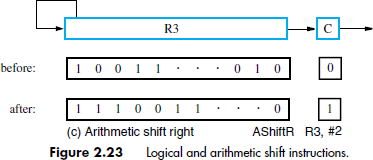 R3 C
before: 1 0 0 1 1 · · · 0 1 0 0
after: 1 1 1 0 0 1 1 · · · 0 1
(c) Arithmetic shift right AShiftR R3, #2
Figure 2.23 Logical and arithmetic shift instructions.